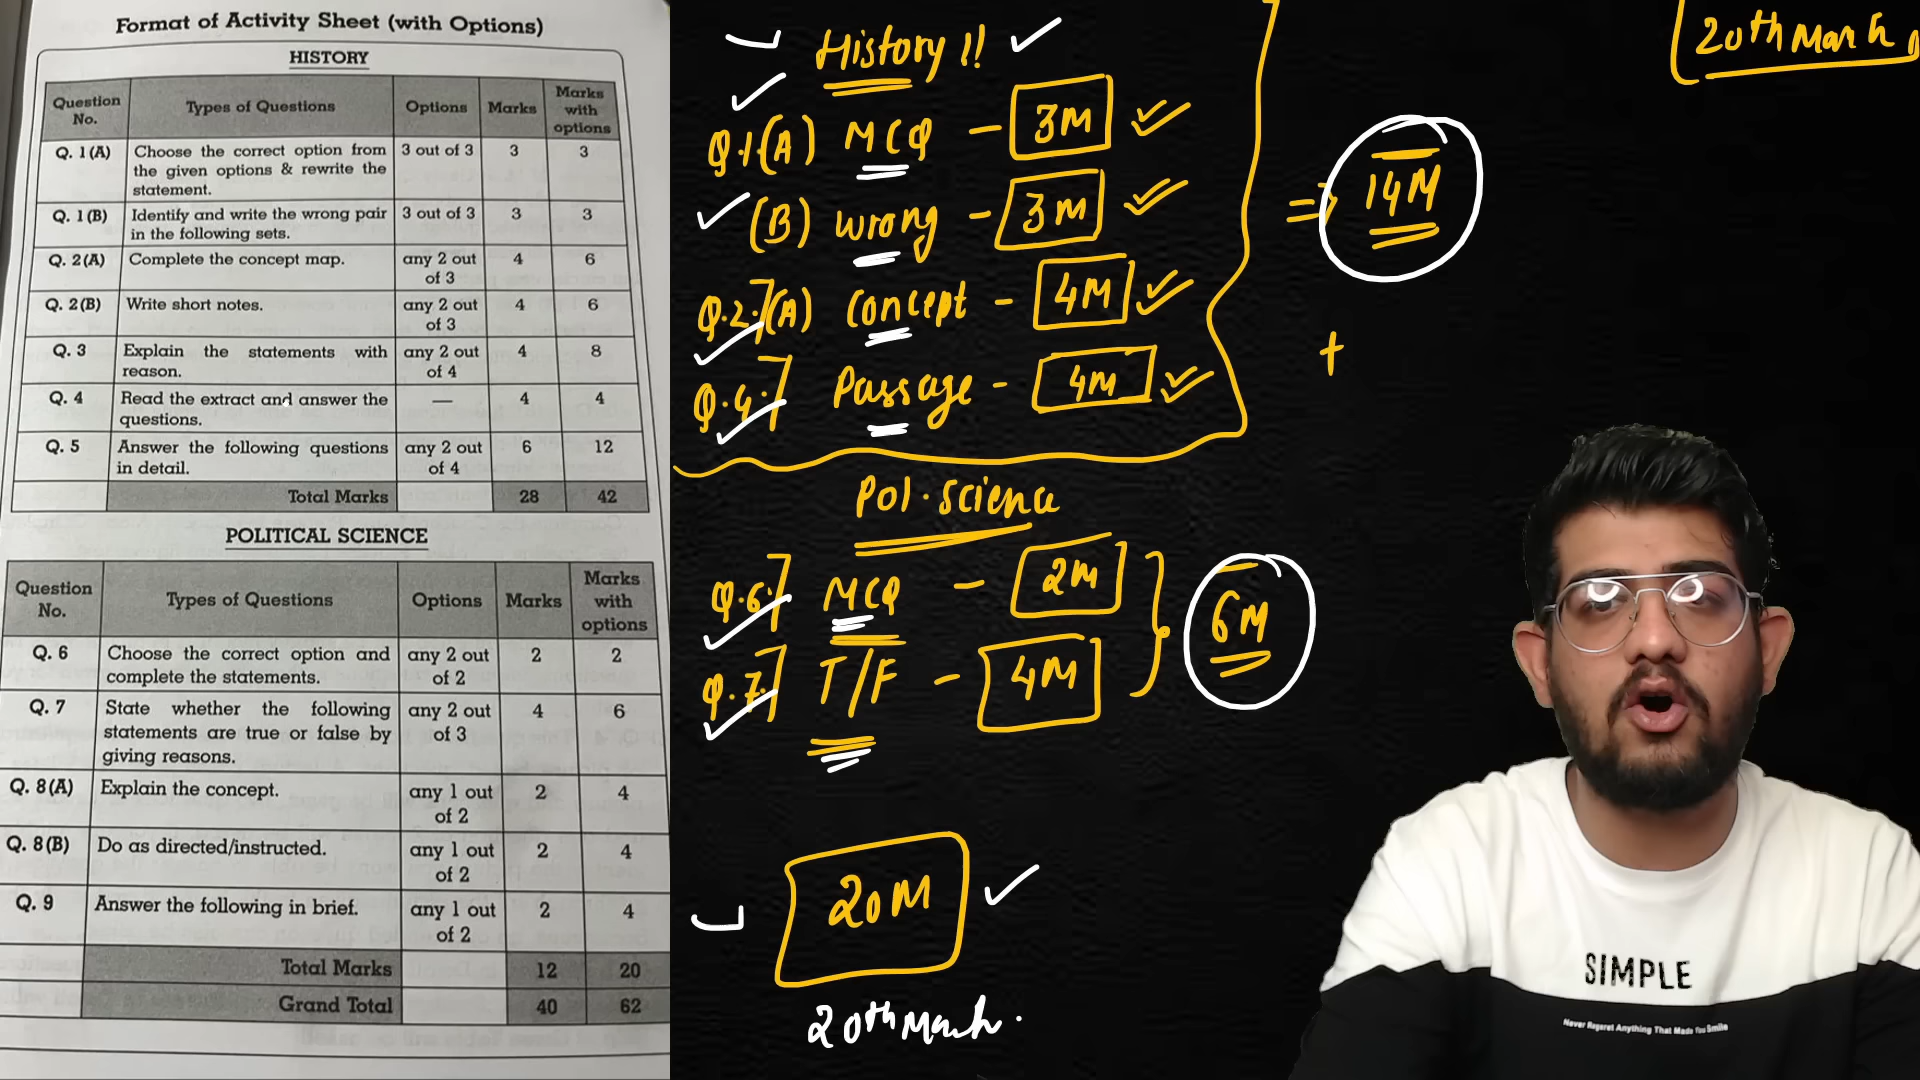 Format of Activity Sheet (with Options)
HISTORY
Question No. | Types of Questions | Options | Marks | Marks with options
Q. 1(A) | Choose the correct option from the given options & rewrite the statement. | 3 out of 3 | 3 | 3
Q. 1(B) | Identify and write the wrong pair in the following sets. | 3 out of 3 | 3 | 3
Q. 2(A) | Complete the concept map. | any 2 out of 3 | 4 | 6
Q. 2(B) | Write short notes. | any 2 out of 3 | 4 | 6
Q. 3 | Explain the statements with reason. | any 2 out of 4 | 4 | 8
Q. 4 | Read the extract and answer the questions. | — | 4 | 4
Q. 5 | Answer the following questions in detail. | any 2 out of 4 | 6 | 12
Total Marks | 28 | 42
POLITICAL SCIENCE
Question No. | Types of Questions | Options | Marks | Marks with options
Q. 6 | Choose the correct option and complete the statements. | any 2 out of 2 | 2 | 2
Q. 7 | State whether the following statements are true or false by giving reasons. | any 2 out of 3 | 4 | 6
Q. 8(A) | Explain the concept. | any 1 out of 2 | 2 | 4
Q. 8(B) | Do as directed/instructed. | any 1 out of 2 | 2 | 4
Q. 9 | Answer the following in brief. | any 1 out of 2 | 2 | 4
Total Marks | 12 | 20
Grand Total | 40 | 62
History!!
Q.1(A) MCQ - 3M
(B) wrong - 3M
Q.2.](A) Concept - 4M
Q.4.] Passage - 4M
=> 14M
+
Pol. science
Q.6.] MCQ - 2M
Q.7.] T/F - 4M
6M
20M
20th March.
20th March
SIMPLE
Never Regret Anything That Made You Smile